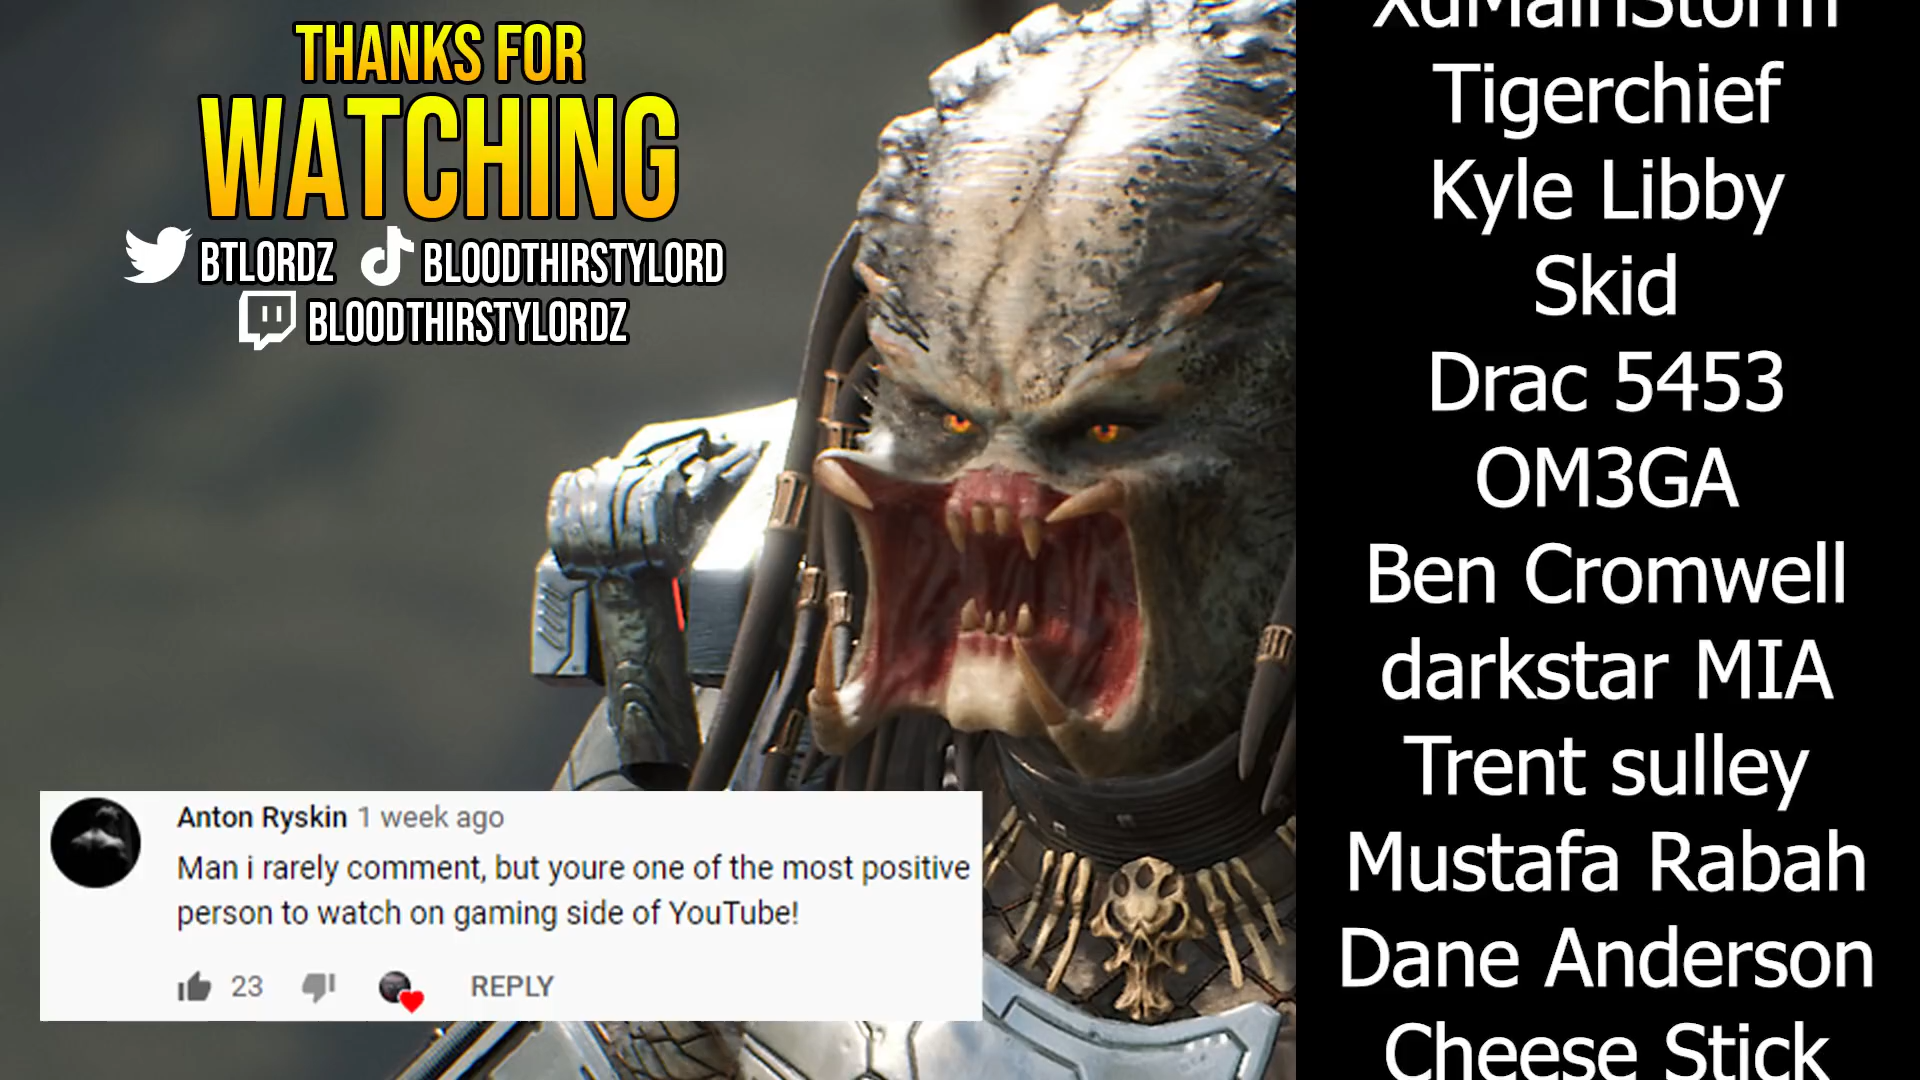 THANKS FOR
WATCHING
BTLORDZ BLOODTHIRSTYLORD
BLOODTHIRSTYLORDZ
Anton Ryskin 1 week ago
Man i rarely comment, but youre one of the most positive
person to watch on gaming side of YouTube!
23 REPLY
XdMainStorm
Tigerchief
Kyle Libby
Skid
Drac 5453
OM3GA
Ben Cromwell
darkstar MIA
Trent sulley
Mustafa Rabah
Dane Anderson
Cheese Stick